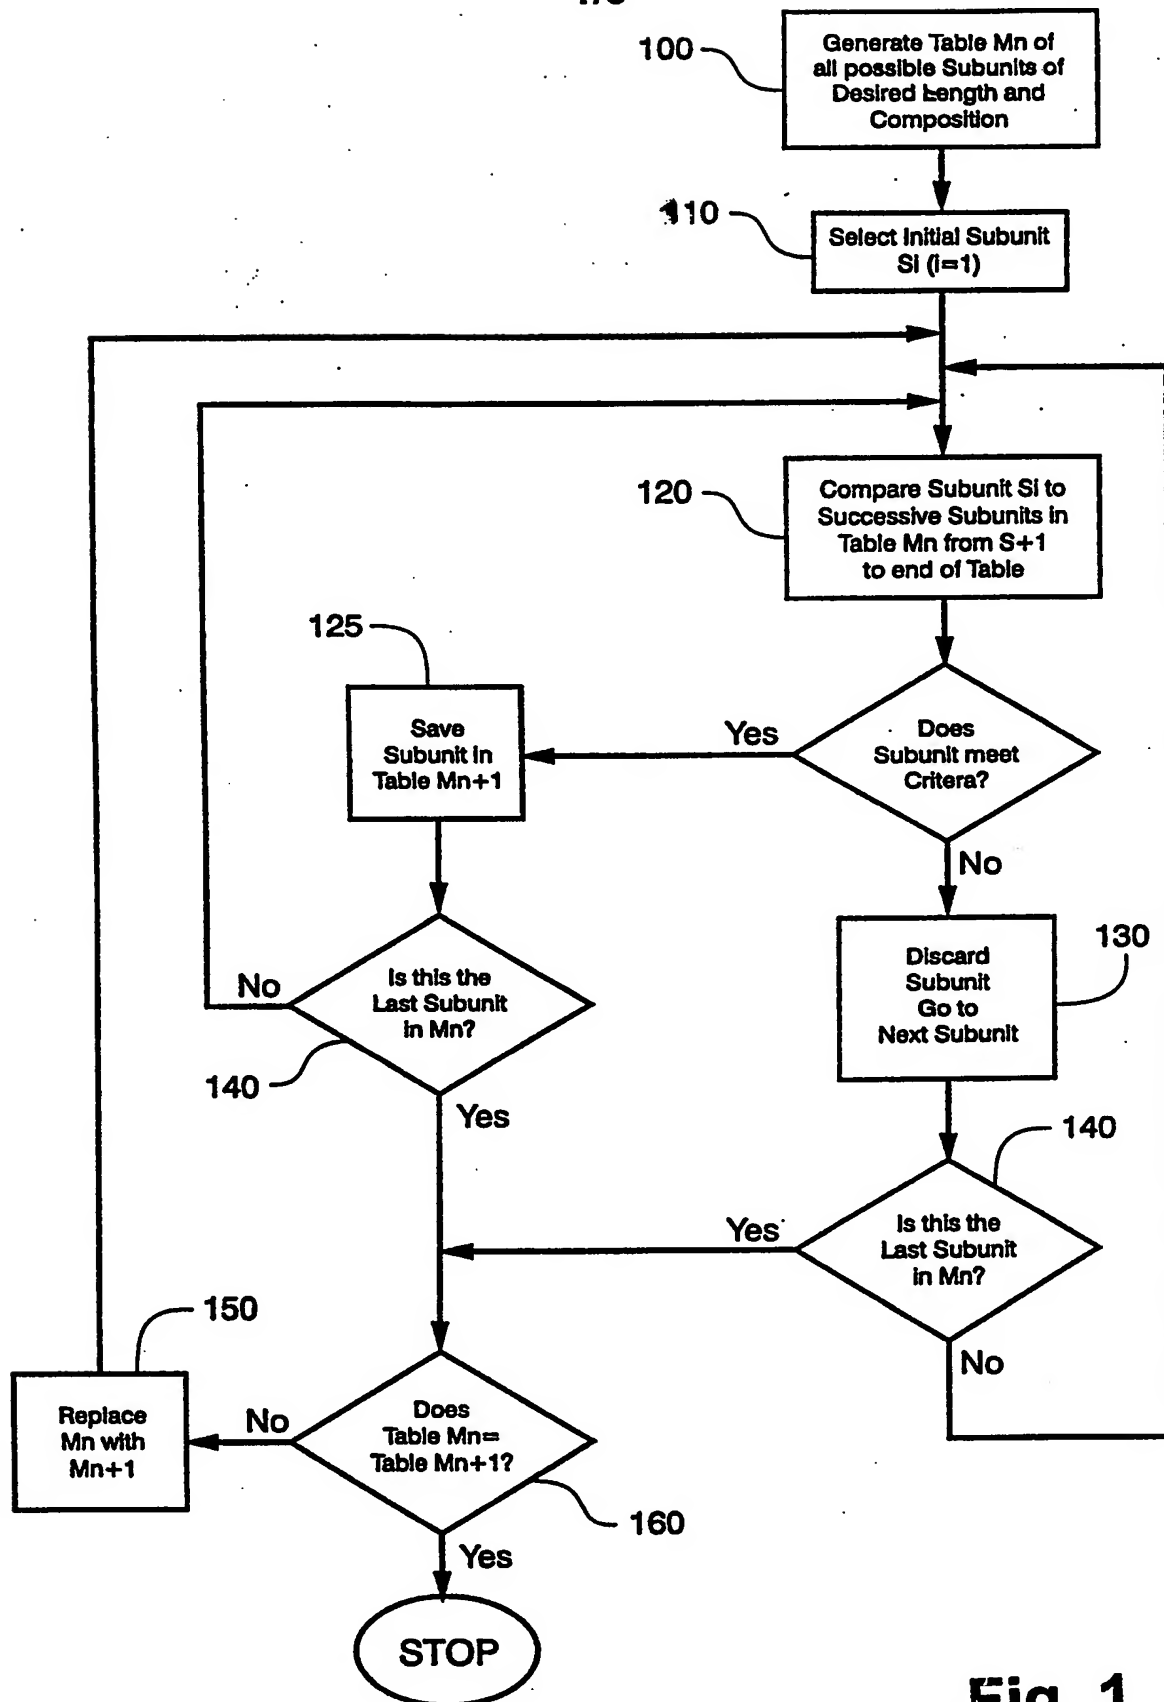 100
Generate Table Mn of
all possible Subunits of
Desired Length and
Composition
110
Select Initial Subunit
Si (i=1)
120
Compare Subunit Si to
Successive Subunits in
Table Mn from S+1
to end of Table
125
Save
Subunit in
Table Mn+1
Yes
Does
Subunit meet
Critera?
No
130
Discard
Subunit
Go to
Next Subunit
No
Is this the
Last Subunit
in Mn?
140
Yes
140
Yes
Is this the
Last Subunit
in Mn?
No
150
Replace
Mn with
Mn+1
No
Does
Table Mn=
Table Mn+1?
160
Yes
STOP
Fig. 1